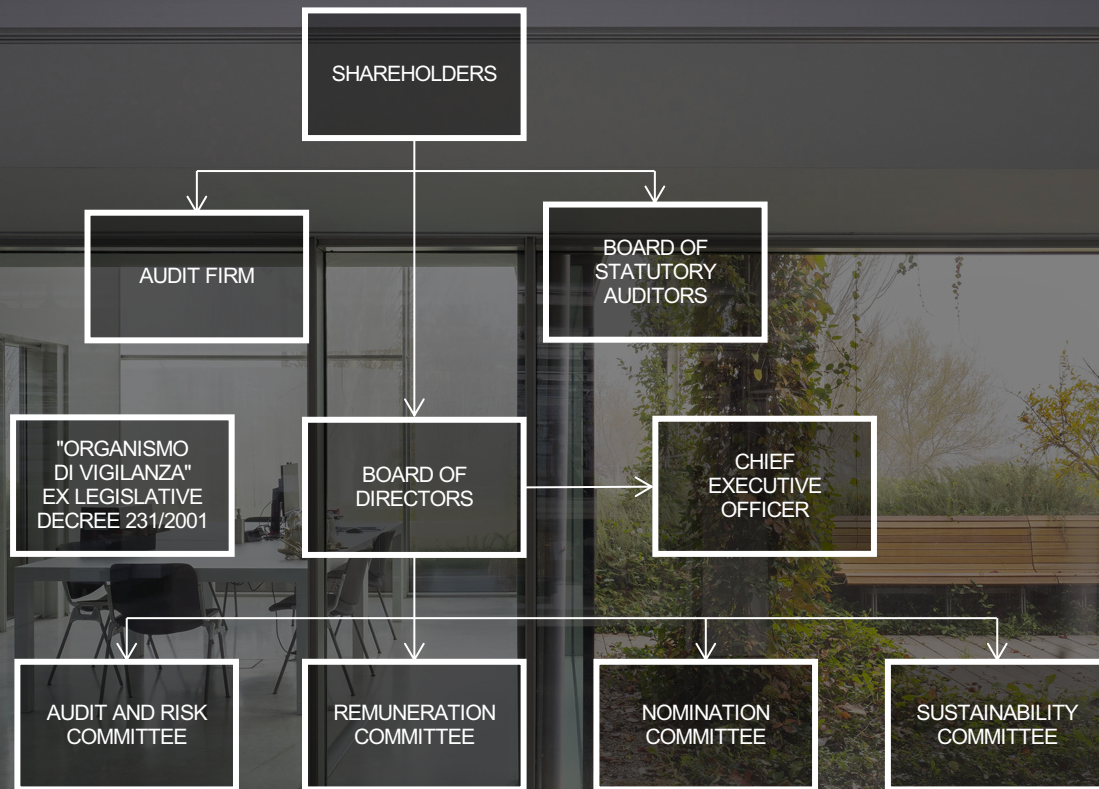 SHAREHOLDERS
AUDIT FIRM
BOARD OF
STATUTORY
AUDITORS
"ORGANISMO
DI VIGILANZA"
EX LEGISLATIVE
DECREE 231/2001
BOARD OF
DIRECTORS
CHIEF
EXECUTIVE
OFFICER
AUDIT AND RISK
COMMITTEE
REMUNERATION
COMMITTEE
NOMINATION
COMMITTEE
SUSTAINABILITY
COMMITTEE